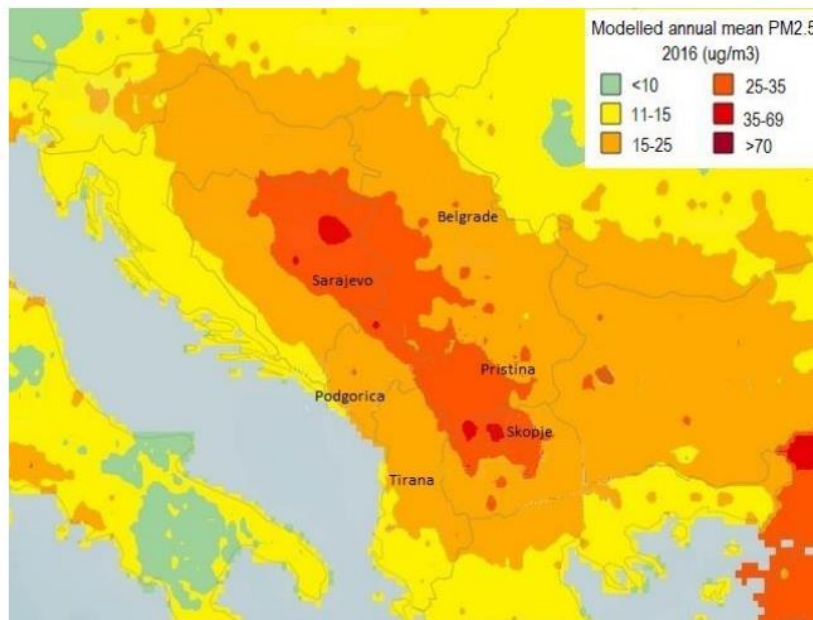 Modelled annual mean PM2.5
2016 (ug/m3)
<10 25-35
11-15 35-69
15-25 >70
Belgrade
Sarajevo
Pristina
Podgorica
Skopje
Tirana